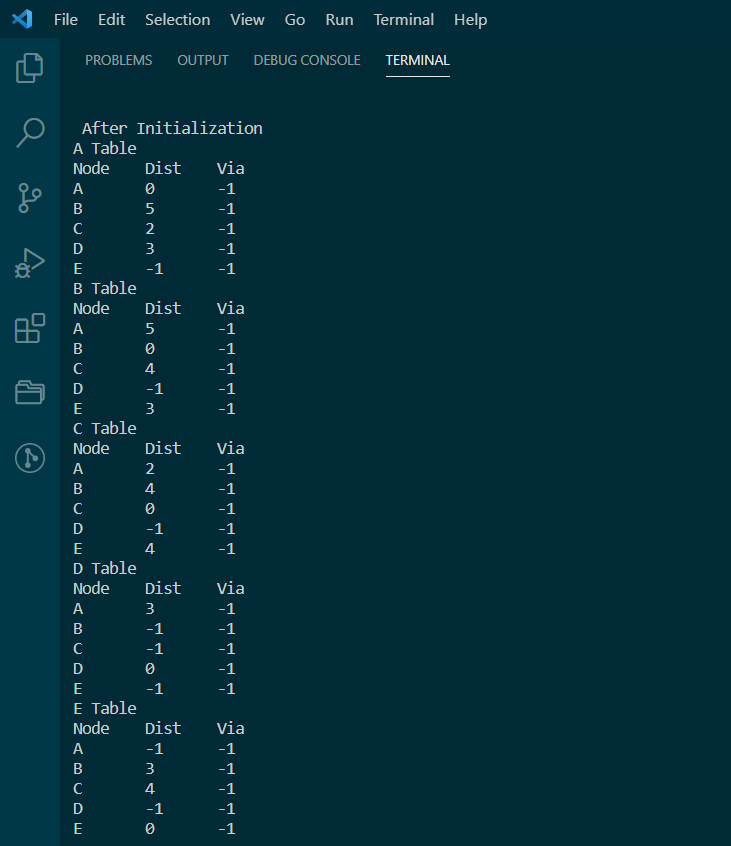 File Edit Selection View Go Run Terminal Help
PROBLEMS OUTPUT DEBUG CONSOLE TERMINAL
After Initialization
A Table
Node Dist Via
A 0 -1
B 5 -1
C 2 -1
D 3 -1
E -1 -1
B Table
Node Dist Via
A 5 -1
B 0 -1
C 4 -1
D -1 -1
E 3 -1
C Table
Node Dist Via
A 2 -1
B 4 -1
C 0 -1
D -1 -1
E 4 -1
D Table
Node Dist Via
A 3 -1
B -1 -1
C -1 -1
D 0 -1
E -1 -1
E Table
Node Dist Via
A -1 -1
B 3 -1
C 4 -1
D -1 -1
E 0 -1